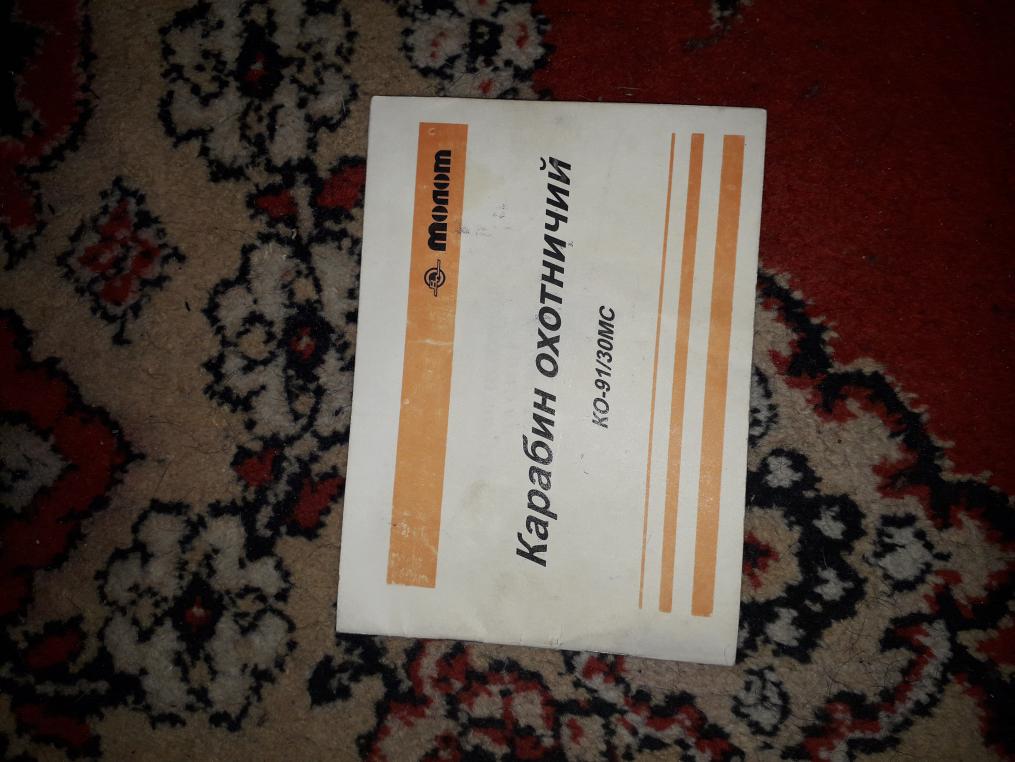 молот
Карабин охотничий
КО-91/30МС